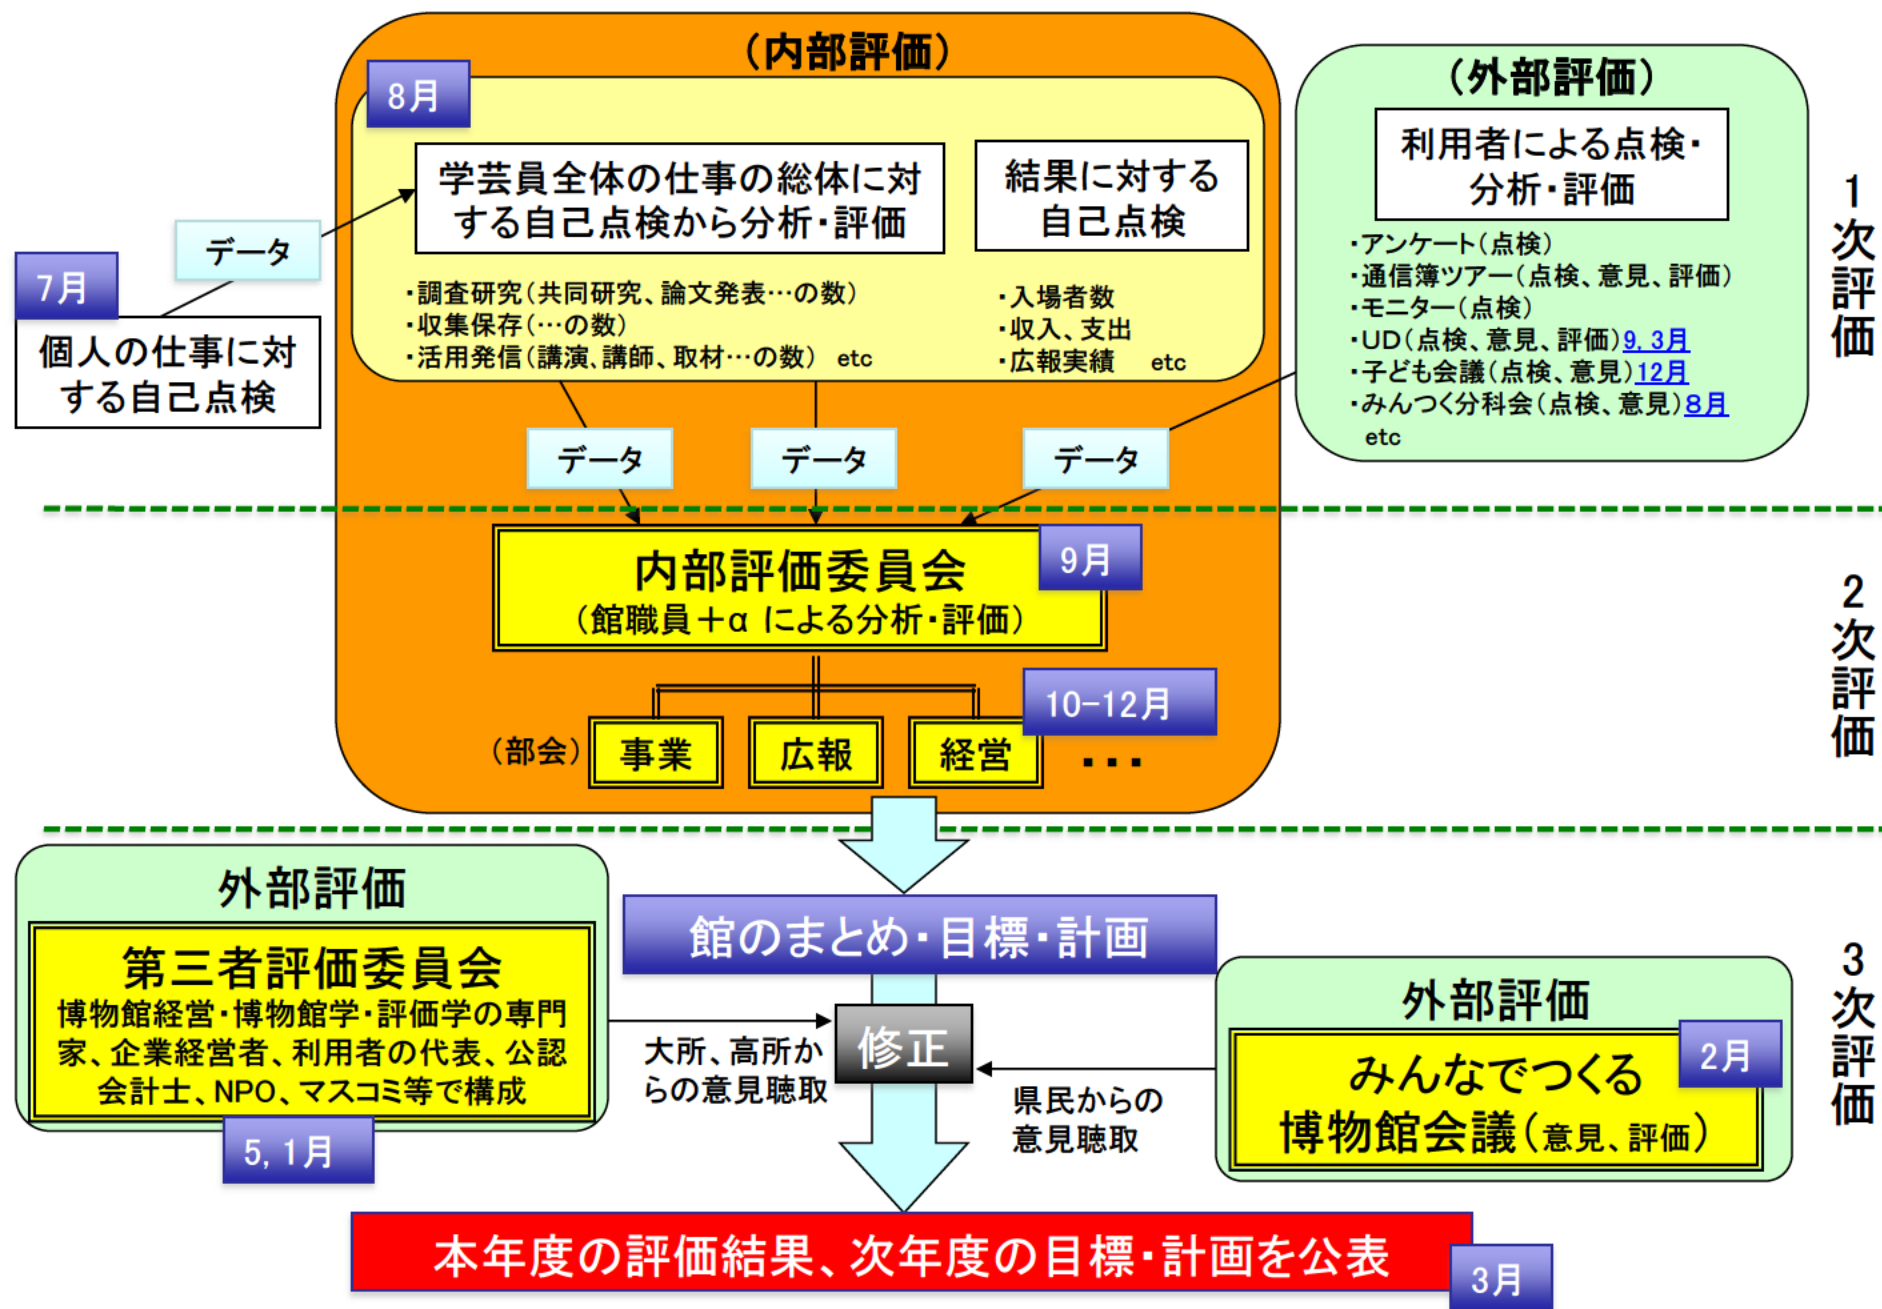 (内部評価)
8月
学芸員全体の仕事の総体に対
する自己点検から分析・評価
・調査研究(共同研究、論文発表…の数)
・収集保存(…の数)
・活用発信(講演、講師、取材…の数) etc
結果に対する
自己点検
・入場者数
・収入、支出
・広報実績 etc
(外部評価)
利用者による点検・
分析・評価
・アンケート(点検)
・通信簿ツアー(点検、意見、評価)
・モニター(点検)
・UD(点検、意見、評価)9,3月
・子ども会議(点検、意見)12月
・みんつく分科会(点検、意見)8月
etc
1次評価
データ
7月
個人の仕事に対
する自己点検
データ
データ
データ
内部評価委員会
(館職員+α による分析・評価)
9月
10-12月
(部会)
事業
広報
経営
・・・
2次評価
外部評価
第三者評価委員会
博物館経営・博物館学・評価学の専門
家、企業経営者、利用者の代表、公認
会計士、NPO、マスコミ等で構成
5,1月
館のまとめ・目標・計画
大所、高所か
らの意見聴取
修正
県民からの
意見聴取
外部評価
みんなでつくる
博物館会議(意見、評価)
2月
3次評価
本年度の評価結果、次年度の目標・計画を公表
3月